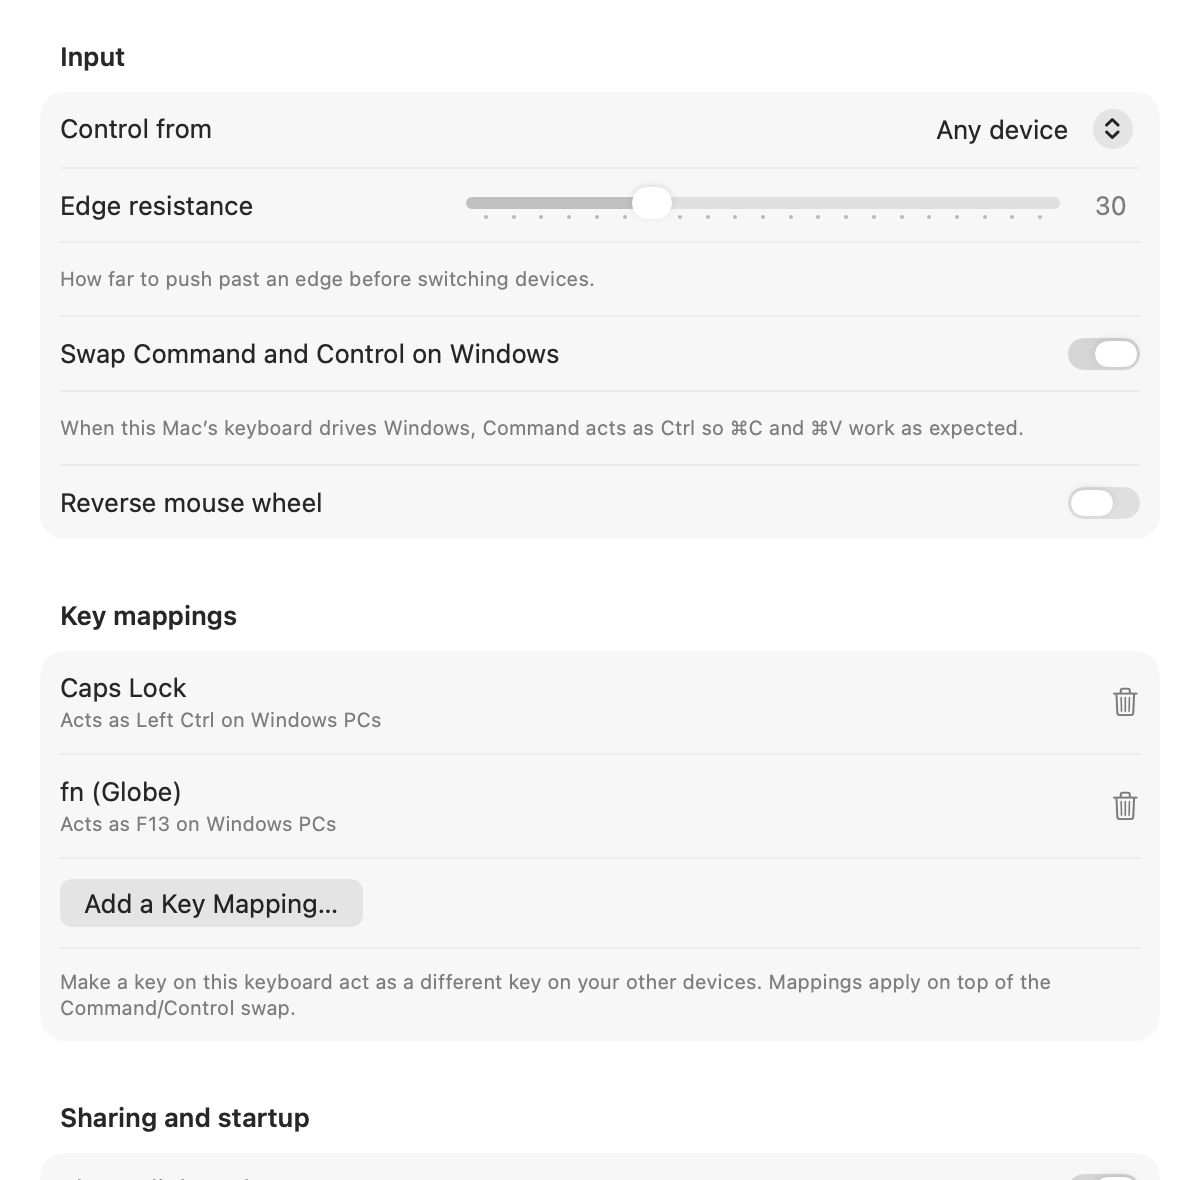 Input
Control from
Any device
Edge resistance
30
How far to push past an edge before switching devices.
Swap Command and Control on Windows
When this Mac’s keyboard drives Windows, Command acts as Ctrl so ⌘C and ⌘V work as expected.
Reverse mouse wheel
Key mappings
Caps Lock
Acts as Left Ctrl on Windows PCs
fn (Globe)
Acts as F13 on Windows PCs
Add a Key Mapping...
Make a key on this keyboard act as a different key on your other devices. Mappings apply on top of the
Command/Control swap.
Sharing and startup